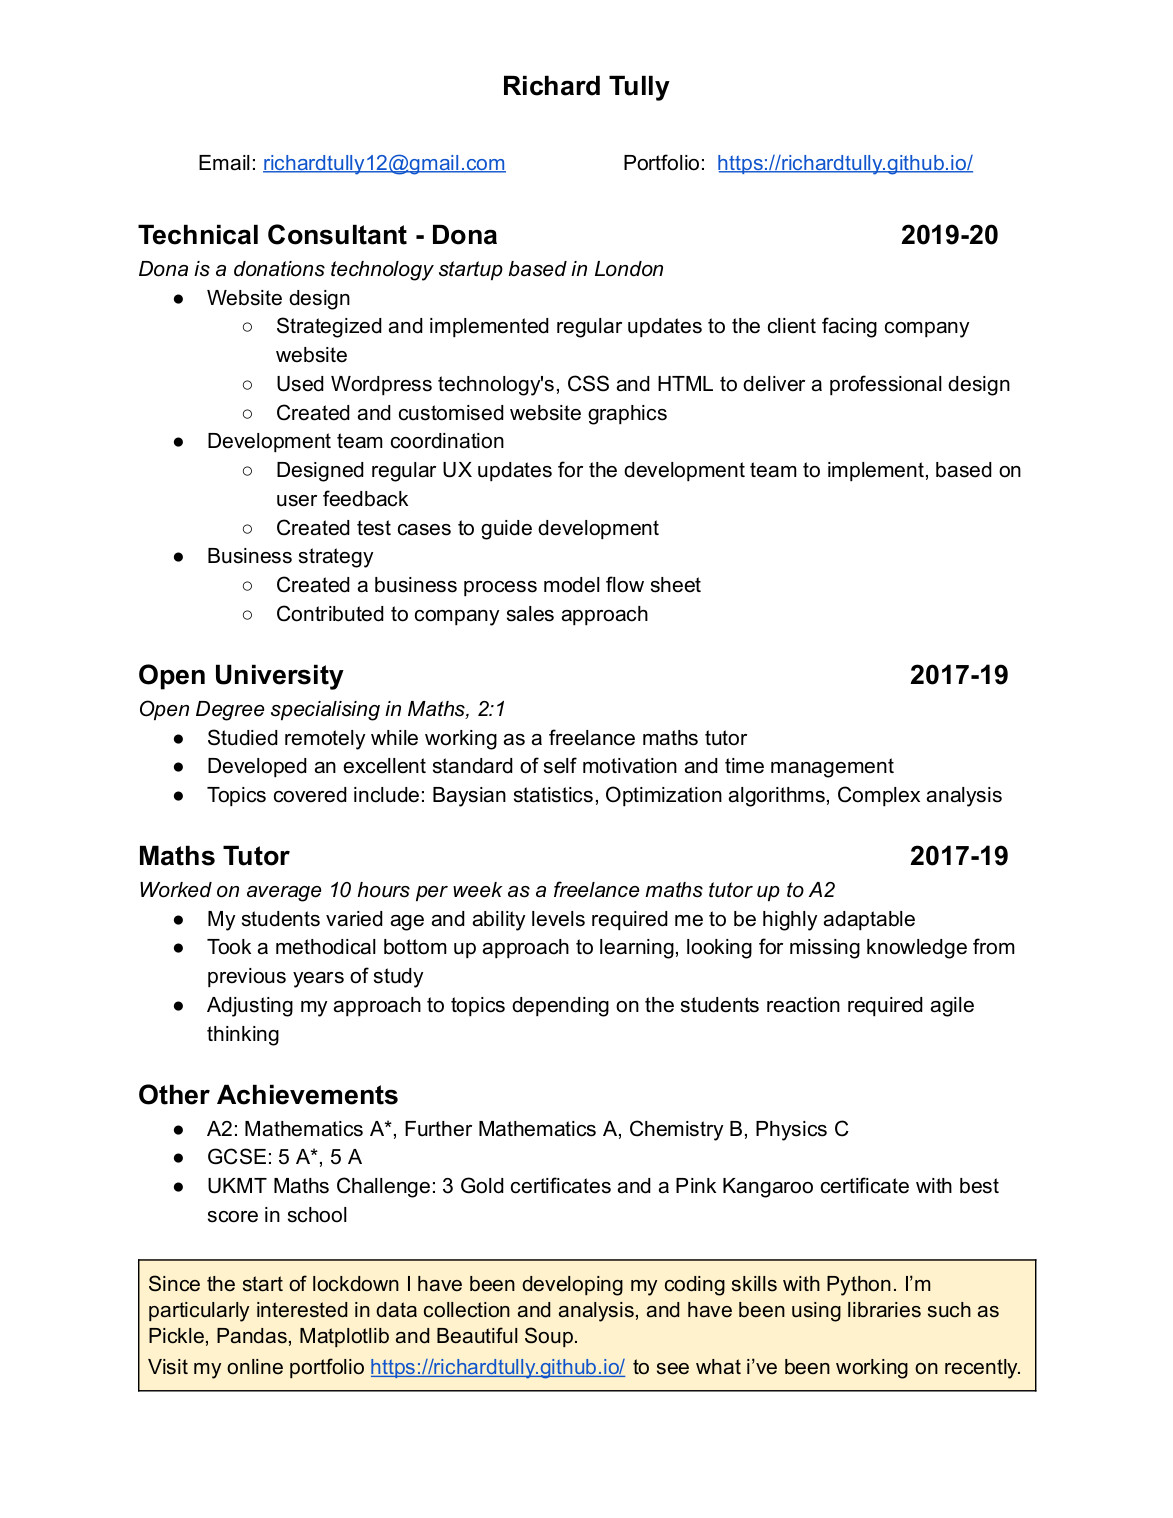 Richard Tully
Email: richardtully12@gmail.com Portfolio: https://richardtully.github.io/
Technical Consultant - Dona 2019-20
Dona is a donations technology startup based in London
● Website design
○ Strategized and implemented regular updates to the client facing company
website
○ Used Wordpress technology's, CSS and HTML to deliver a professional design
○ Created and customised website graphics
● Development team coordination
○ Designed regular UX updates for the development team to implement, based on
user feedback
○ Created test cases to guide development
● Business strategy
○ Created a business process model flow sheet
○ Contributed to company sales approach
Open University 2017-19
Open Degree specialising in Maths, 2:1
● Studied remotely while working as a freelance maths tutor
● Developed an excellent standard of self motivation and time management
● Topics covered include: Baysian statistics, Optimization algorithms, Complex analysis
Maths Tutor 2017-19
Worked on average 10 hours per week as a freelance maths tutor up to A2
● My students varied age and ability levels required me to be highly adaptable
● Took a methodical bottom up approach to learning, looking for missing knowledge from
previous years of study
● Adjusting my approach to topics depending on the students reaction required agile
thinking
Other Achievements
● A2: Mathematics A*, Further Mathematics A, Chemistry B, Physics C
● GCSE: 5 A*, 5 A
● UKMT Maths Challenge: 3 Gold certificates and a Pink Kangaroo certificate with best
score in school
Since the start of lockdown I have been developing my coding skills with Python. I’m
particularly interested in data collection and analysis, and have been using libraries such as
Pickle, Pandas, Matplotlib and Beautiful Soup.
Visit my online portfolio https://richardtully.github.io/ to see what i’ve been working on recently.